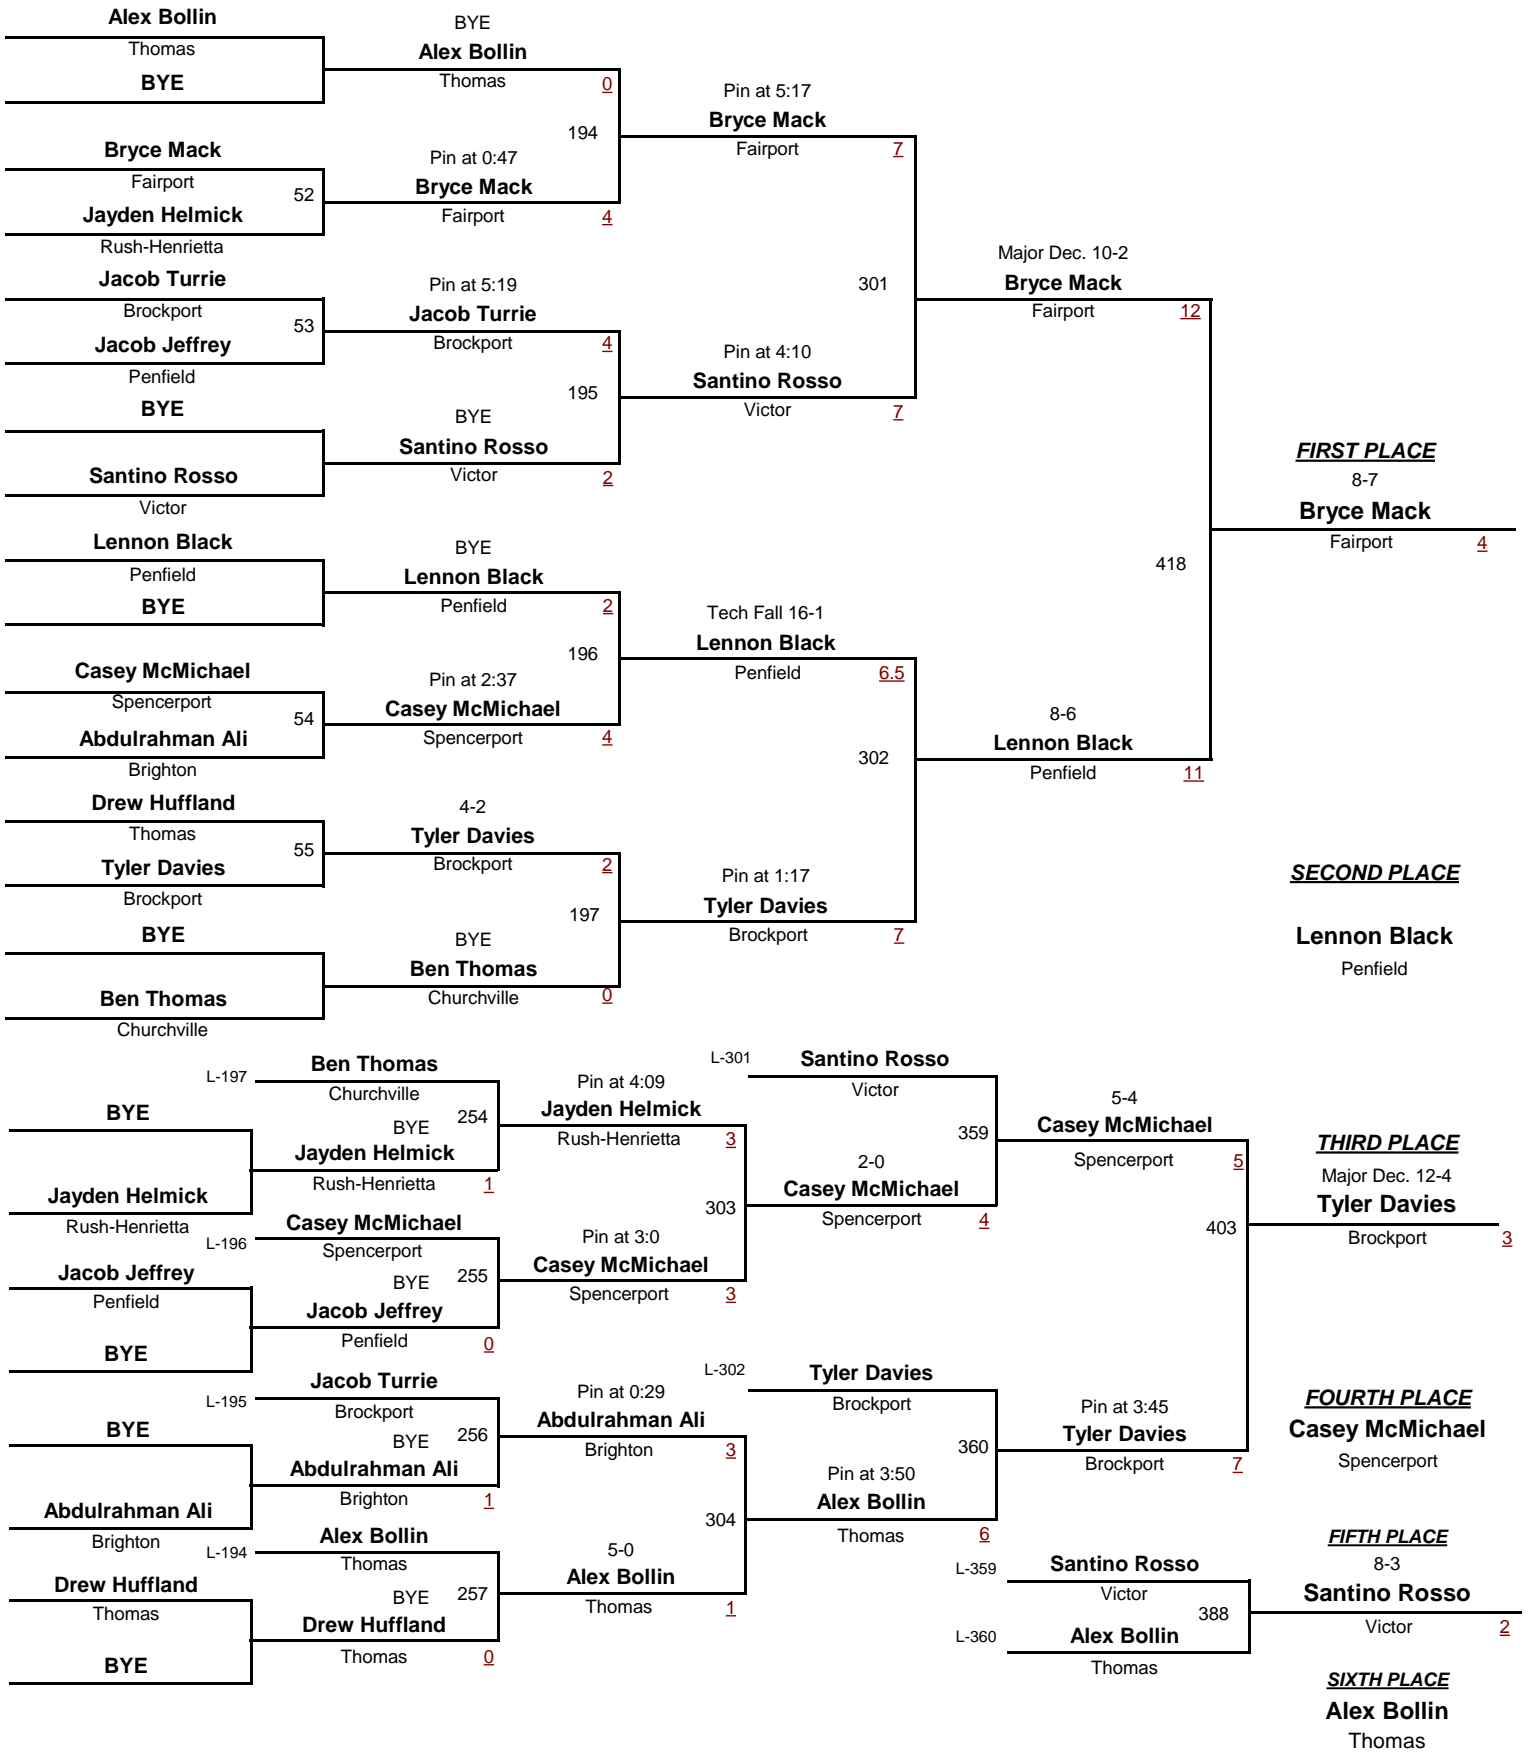 Alex Bollin
Thomas
BYE
Bryce Mack
Fairport
52
Jayden Helmick
Rush-Henrietta
Jacob Turrie
Brockport
53
Jacob Jeffrey
Penfield
BYE
Santino Rosso
Victor
Lennon Black
Penfield
BYE
Casey McMichael
Spencerport
54
Abdulrahman Ali
Brighton
Drew Huffland
Thomas
55
Tyler Davies
Brockport
BYE
Ben Thomas
Churchville
BYE
Alex Bollin
Thomas
0
194
Pin at 0:47
Bryce Mack
Fairport
4
Pin at 5:19
Jacob Turrie
Brockport
4
195
BYE
Santino Rosso
Victor
2
BYE
Lennon Black
Penfield
2
196
Pin at 2:37
Casey McMichael
Spencerport
4
4-2
Tyler Davies
Brockport
2
197
BYE
Ben Thomas
Churchville
0
Pin at 5:17
Bryce Mack
Fairport
7
301
Pin at 4:10
Santino Rosso
Victor
7
Tech Fall 16-1
Lennon Black
Penfield
6.5
302
Pin at 1:17
Tyler Davies
Brockport
7
Major Dec. 10-2
Bryce Mack
Fairport
12
418
8-6
Lennon Black
Penfield
11
FIRST PLACE
8-7
Bryce Mack
Fairport
4
SECOND PLACE
Lennon Black
Penfield
BYE
Jayden Helmick
Rush-Henrietta
Jacob Jeffrey
Penfield
BYE
BYE
Abdulrahman Ali
Brighton
Drew Huffland
Thomas
BYE
L-197
Ben Thomas
Churchville
BYE
254
Jayden Helmick
Rush-Henrietta
1
L-196
Casey McMichael
Spencerport
BYE
255
Jacob Jeffrey
Penfield
0
L-195
Jacob Turrie
Brockport
BYE
256
Abdulrahman Ali
Brighton
1
L-194
Alex Bollin
Thomas
BYE
257
Drew Huffland
Thomas
0
Pin at 4:09
Jayden Helmick
Rush-Henrietta
3
303
Pin at 3:0
Casey McMichael
Spencerport
3
Pin at 0:29
Abdulrahman Ali
Brighton
3
304
5-0
Alex Bollin
Thomas
1
L-301
Santino Rosso
Victor
359
2-0
Casey McMichael
Spencerport
4
L-302
Tyler Davies
Brockport
360
Pin at 3:50
Alex Bollin
Thomas
6
5-4
Casey McMichael
Spencerport
5
403
Pin at 3:45
Tyler Davies
Brockport
7
L-359
Santino Rosso
Victor
388
L-360
Alex Bollin
Thomas
THIRD PLACE
Major Dec. 12-4
Tyler Davies
Brockport
3
FOURTH PLACE
Casey McMichael
Spencerport
FIFTH PLACE
8-3
Santino Rosso
Victor
2
SIXTH PLACE
Alex Bollin
Thomas